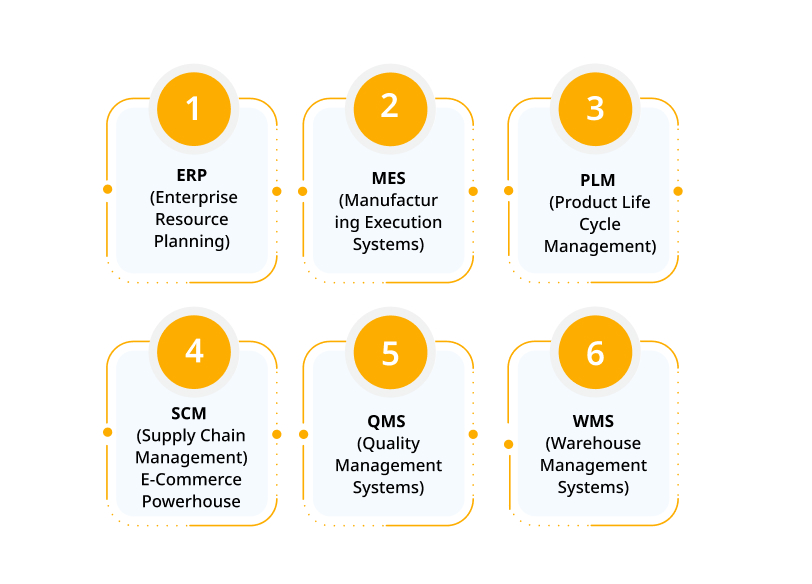 1
ERP
(Enterprise
Resource
Planning)
2
MES
(Manufactur
ing Execution
Systems)
3
PLM
(Product Life
Cycle
Management)
4
SCM
(Supply Chain
Management)
E-Commerce
Powerhouse
5
QMS
(Quality
Management
Systems)
6
WMS
(Warehouse
Management
Systems)